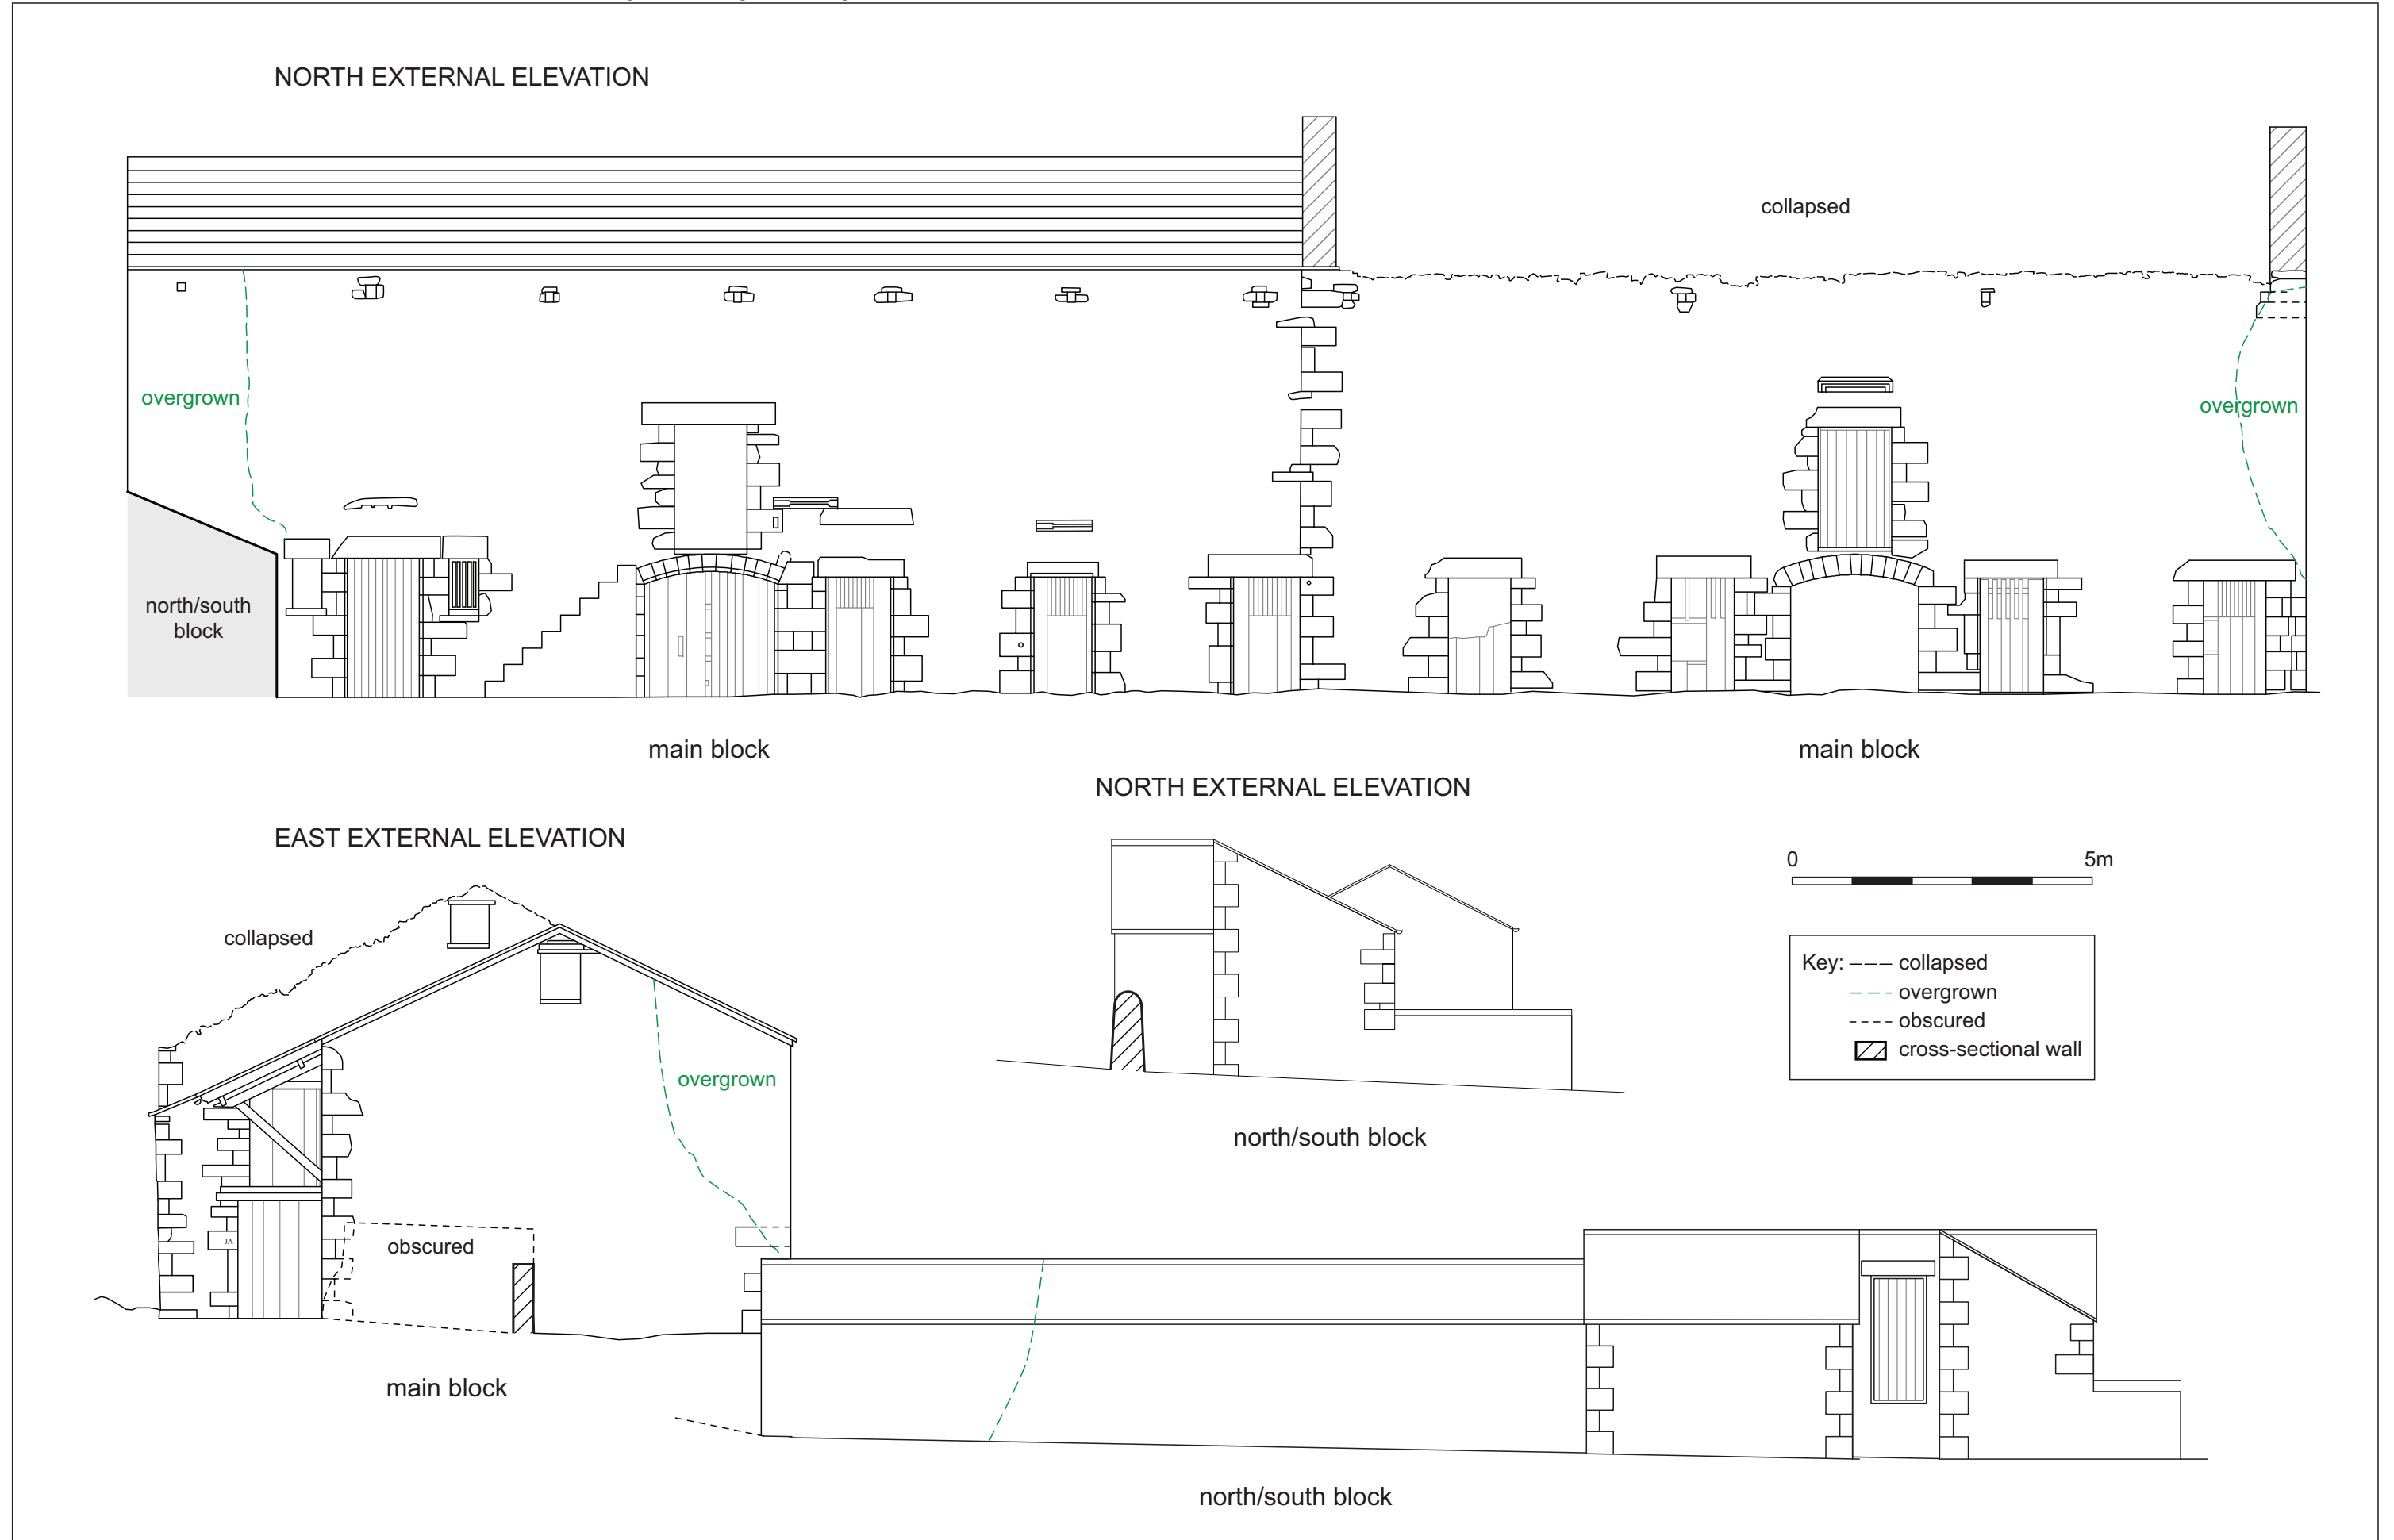 NORTH EXTERNAL ELEVATION
collapsed
overgrown
overgrown
north/south
block
main block
main block
NORTH EXTERNAL ELEVATION
EAST EXTERNAL ELEVATION
0 5m
collapsed
Key: collapsed
overgrown
obscured
cross-sectional wall
overgrown
north/south block
JA
obscured
main block
north/south block